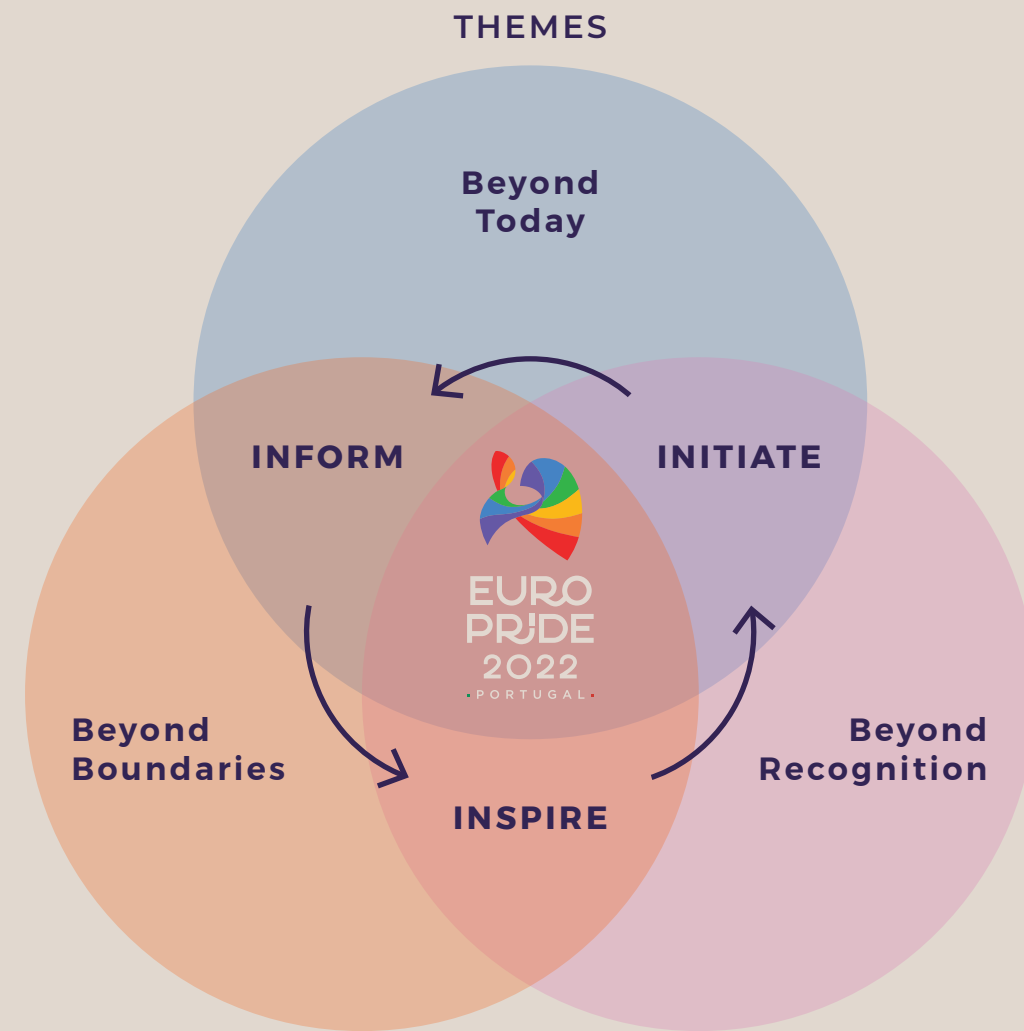 THEMES
Beyond
Today
INFORM
INITIATE
EURO
PRIDE
2022
PORTUGAL
Beyond
Boundaries
Beyond
Recognition
INSPIRE